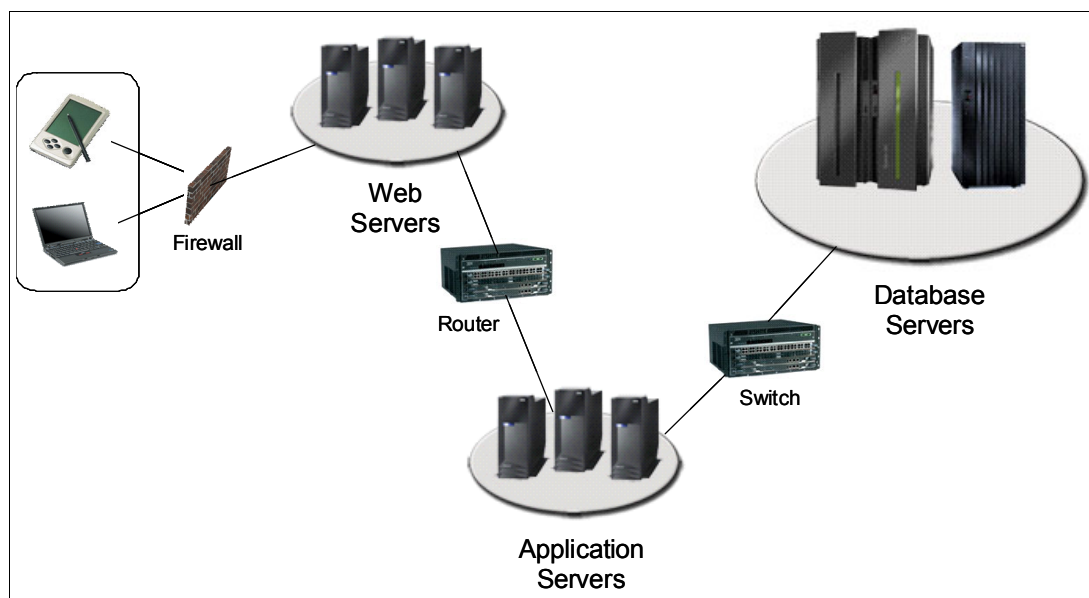 Web
Servers
Firewall
Router
Database
Servers
Switch
Application
Servers